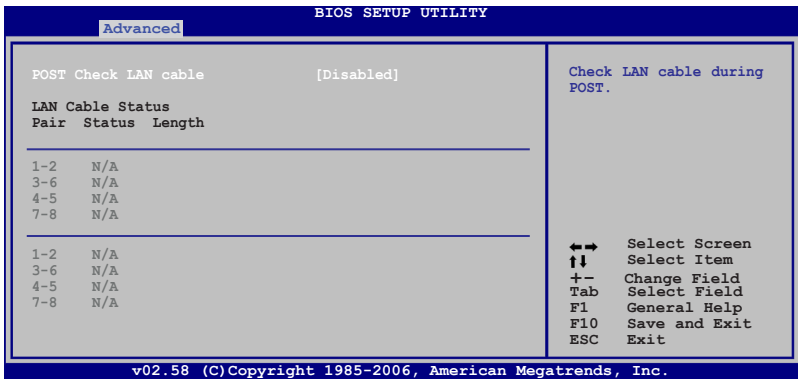 BIOS SETUP UTILITY
Advanced
POST Check LAN cable [Disabled]
LAN Cable Status
Pair Status Length
1-2 N/A
3-6 N/A
4-5 N/A
7-8 N/A
1-2 N/A
3-6 N/A
4-5 N/A
7-8 N/A
Check LAN cable during
POST.
←→ Select Screen
↑↓ Select Item
+- Change Field
Tab Select Field
F1 General Help
F10 Save and Exit
ESC Exit
v02.58 (C)Copyright 1985-2006, American Megatrends, Inc.